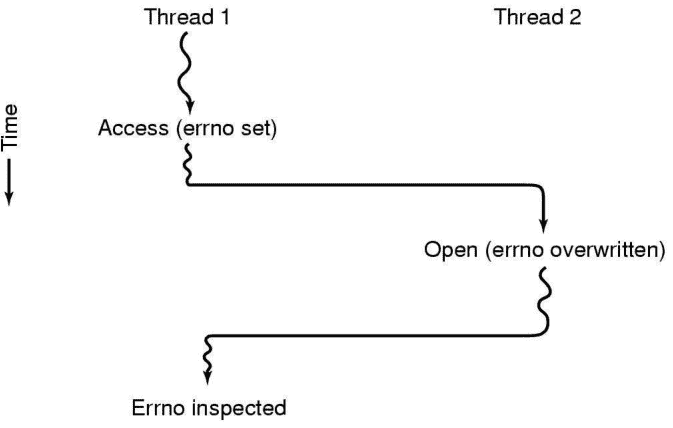 Thread 1
Thread 2
Access (errno set)
Time
Open (errno overwritten)
Errno inspected